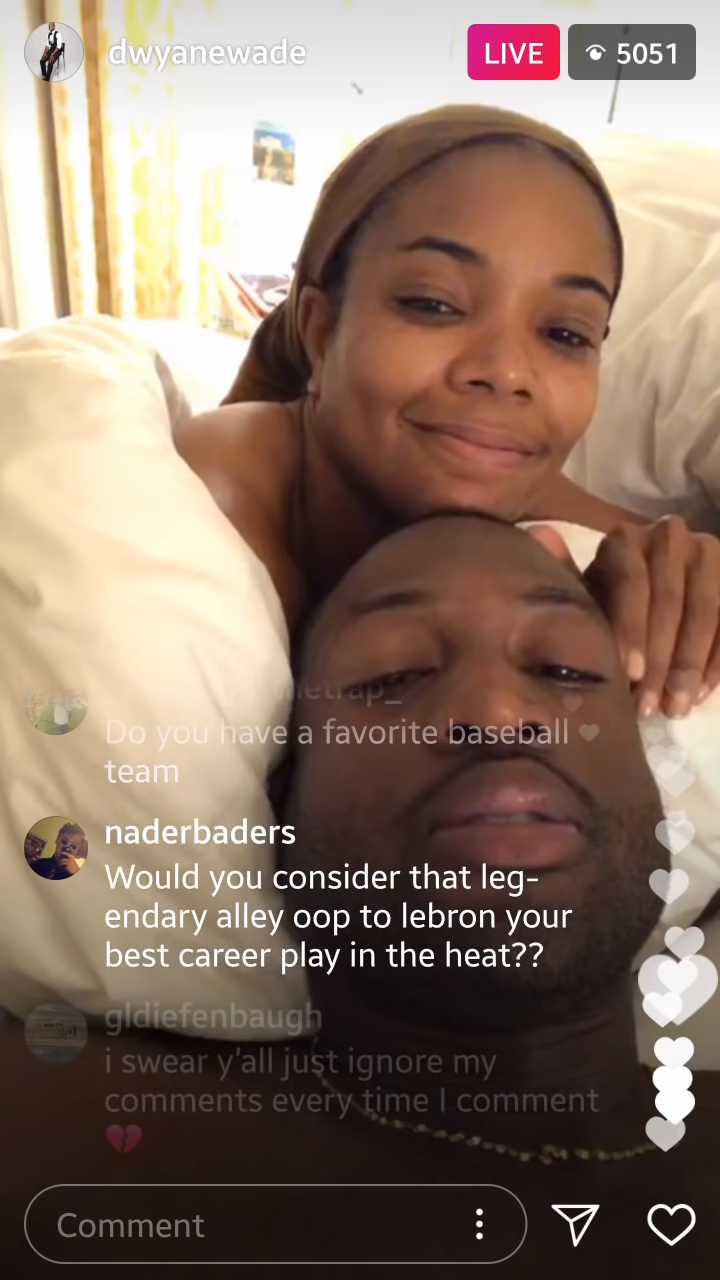 dwyanewade
LIVE
5051
Do you have a favorite baseball
team
naderbaders
Would you consider that leg-
endary alley oop to lebron your
best career play in the heat??
gldiefenbaugh
i swear y'all just ignore my
comments every time I comment
💔
Comment